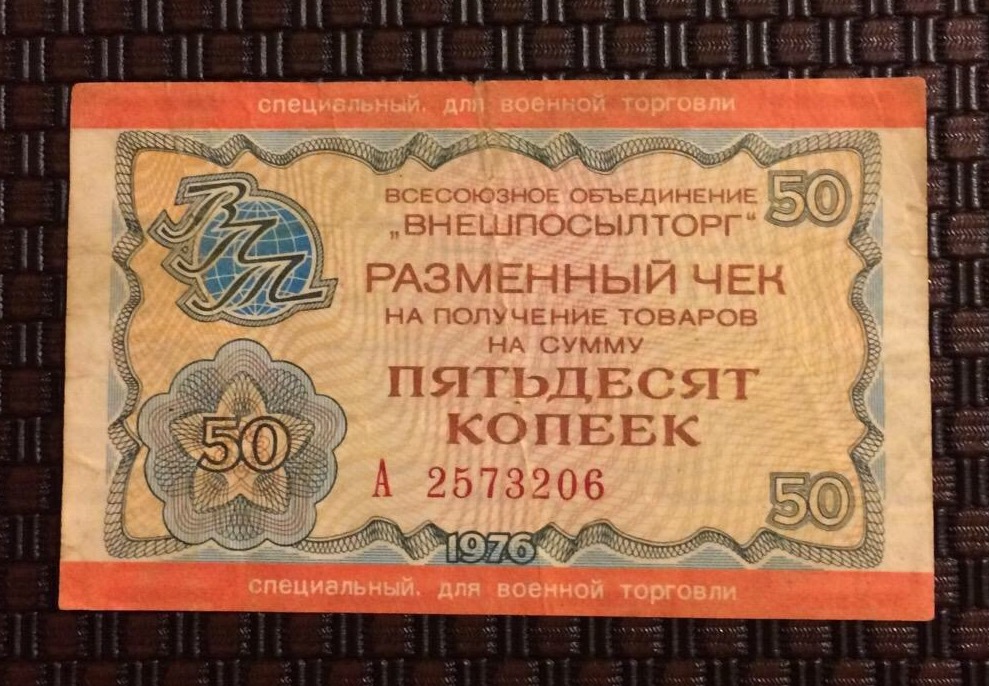 специальный. для военной торговли
ВПТ
ВСЕСОЮЗНОЕ ОБЪЕДИНЕНИЕ
„ВНЕШПОСЫЛТОРГ“
50
РАЗМЕННЫЙ ЧЕК
НА ПОЛУЧЕНИЕ ТОВАРОВ
НА СУММУ
ПЯТЬДЕСЯТ
КОПЕЕК
50
А 2573206
50
1976
специальный. для военной торговли